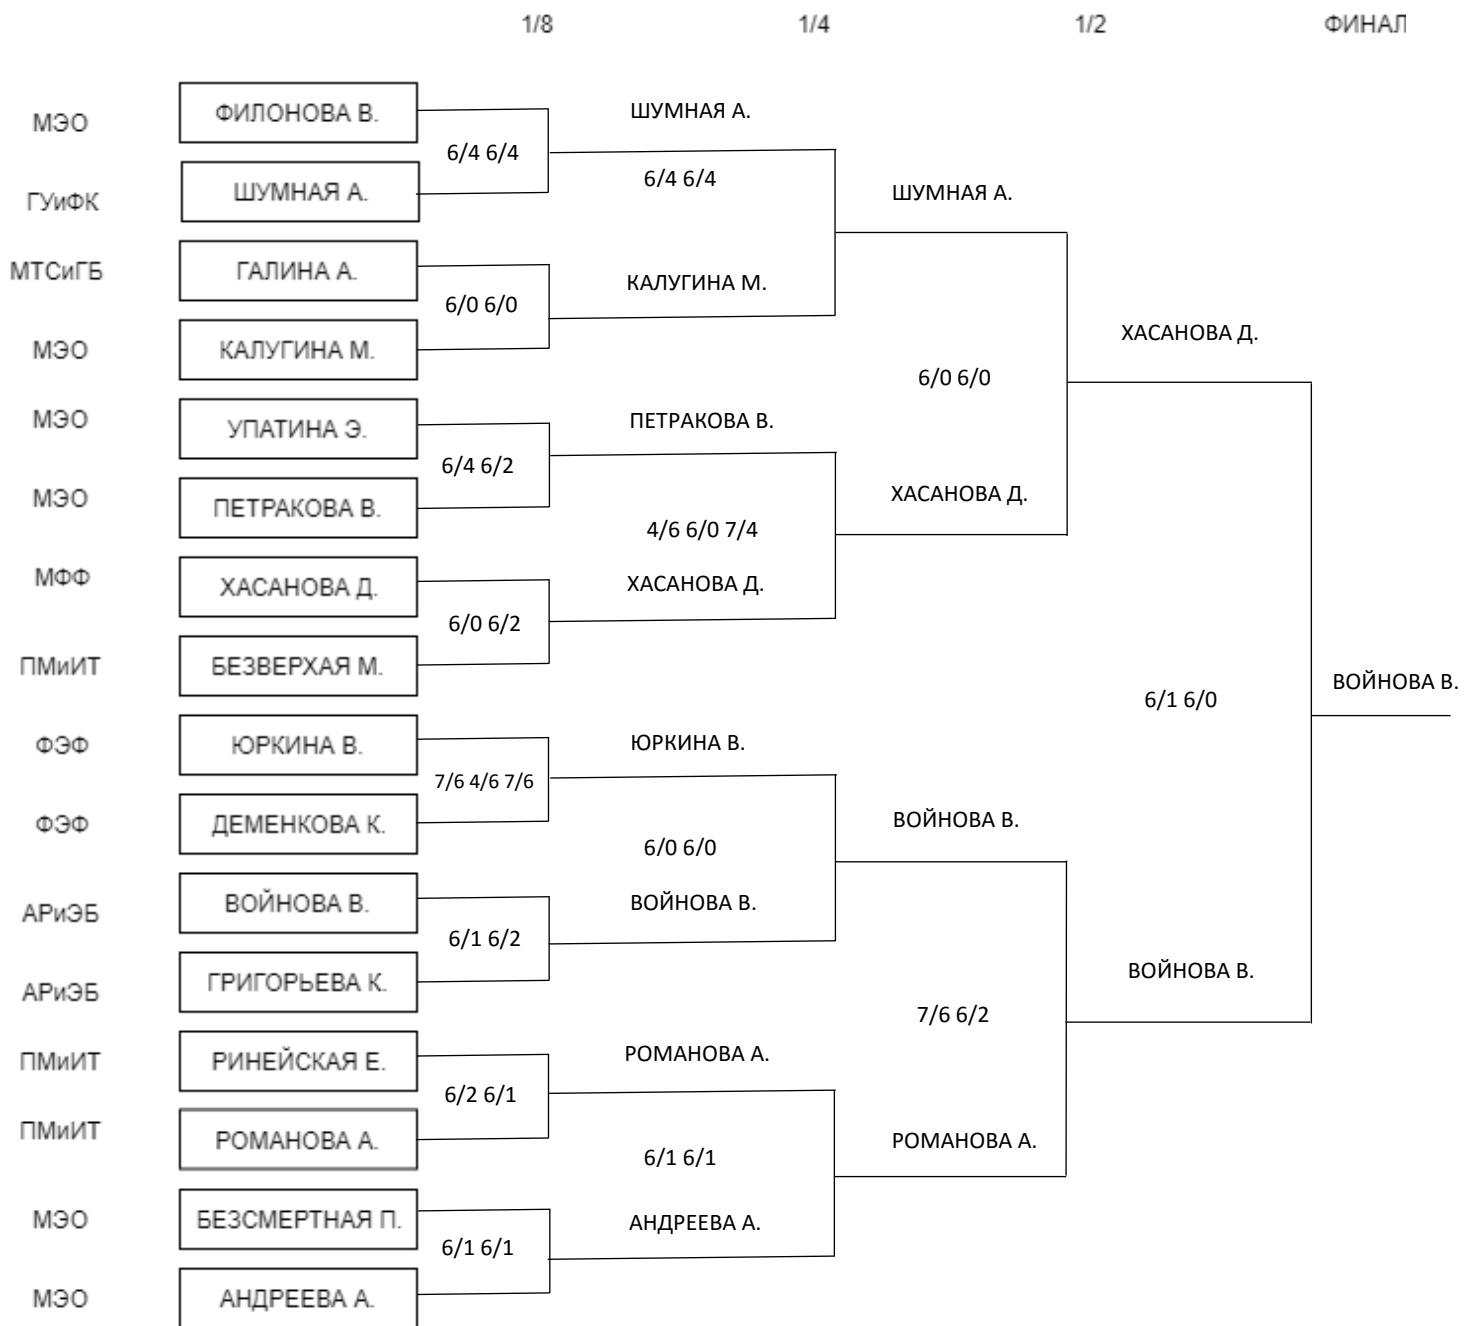 1/8 1/4 1/2 ФИНАЛ
МЭО ФИЛОНОВА В. ШУМНАЯ А.
6/4 6/4
6/4 6/4
ГУиФК ШУМНАЯ А. ШУМНАЯ А.
МТСиГБ ГАЛИНА А. КАЛУГИНА М.
6/0 6/0
МЭО КАЛУГИНА М. ХАСАНОВА Д.
6/0 6/0
МЭО УПАТИНА Э. ПЕТРАКОВА В.
6/4 6/2
МЭО ПЕТРАКОВА В. ХАСАНОВА Д.
4/6 6/0 7/4
МФФ ХАСАНОВА Д. ХАСАНОВА Д.
6/0 6/2
ПМиИТ БЕЗВЕРХАЯ М. ВОЙНОВА В.
6/1 6/0
ФЭФ ЮРКИНА В. ЮРКИНА В.
7/6 4/6 7/6
ФЭФ ДЕМЕНКОВА К. ВОЙНОВА В.
6/0 6/0
АРиЭБ ВОЙНОВА В. ВОЙНОВА В.
6/1 6/2
АРиЭБ ГРИГОРЬЕВА К. ВОЙНОВА В.
7/6 6/2
ПМиИТ РИНЕЙСКАЯ Е. РОМАНОВА А.
6/2 6/1
ПМиИТ РОМАНОВА А. РОМАНОВА А.
6/1 6/1
МЭО БЕЗСМЕРТНАЯ П. АНДРЕЕВА А.
6/1 6/1
МЭО АНДРЕЕВА А.